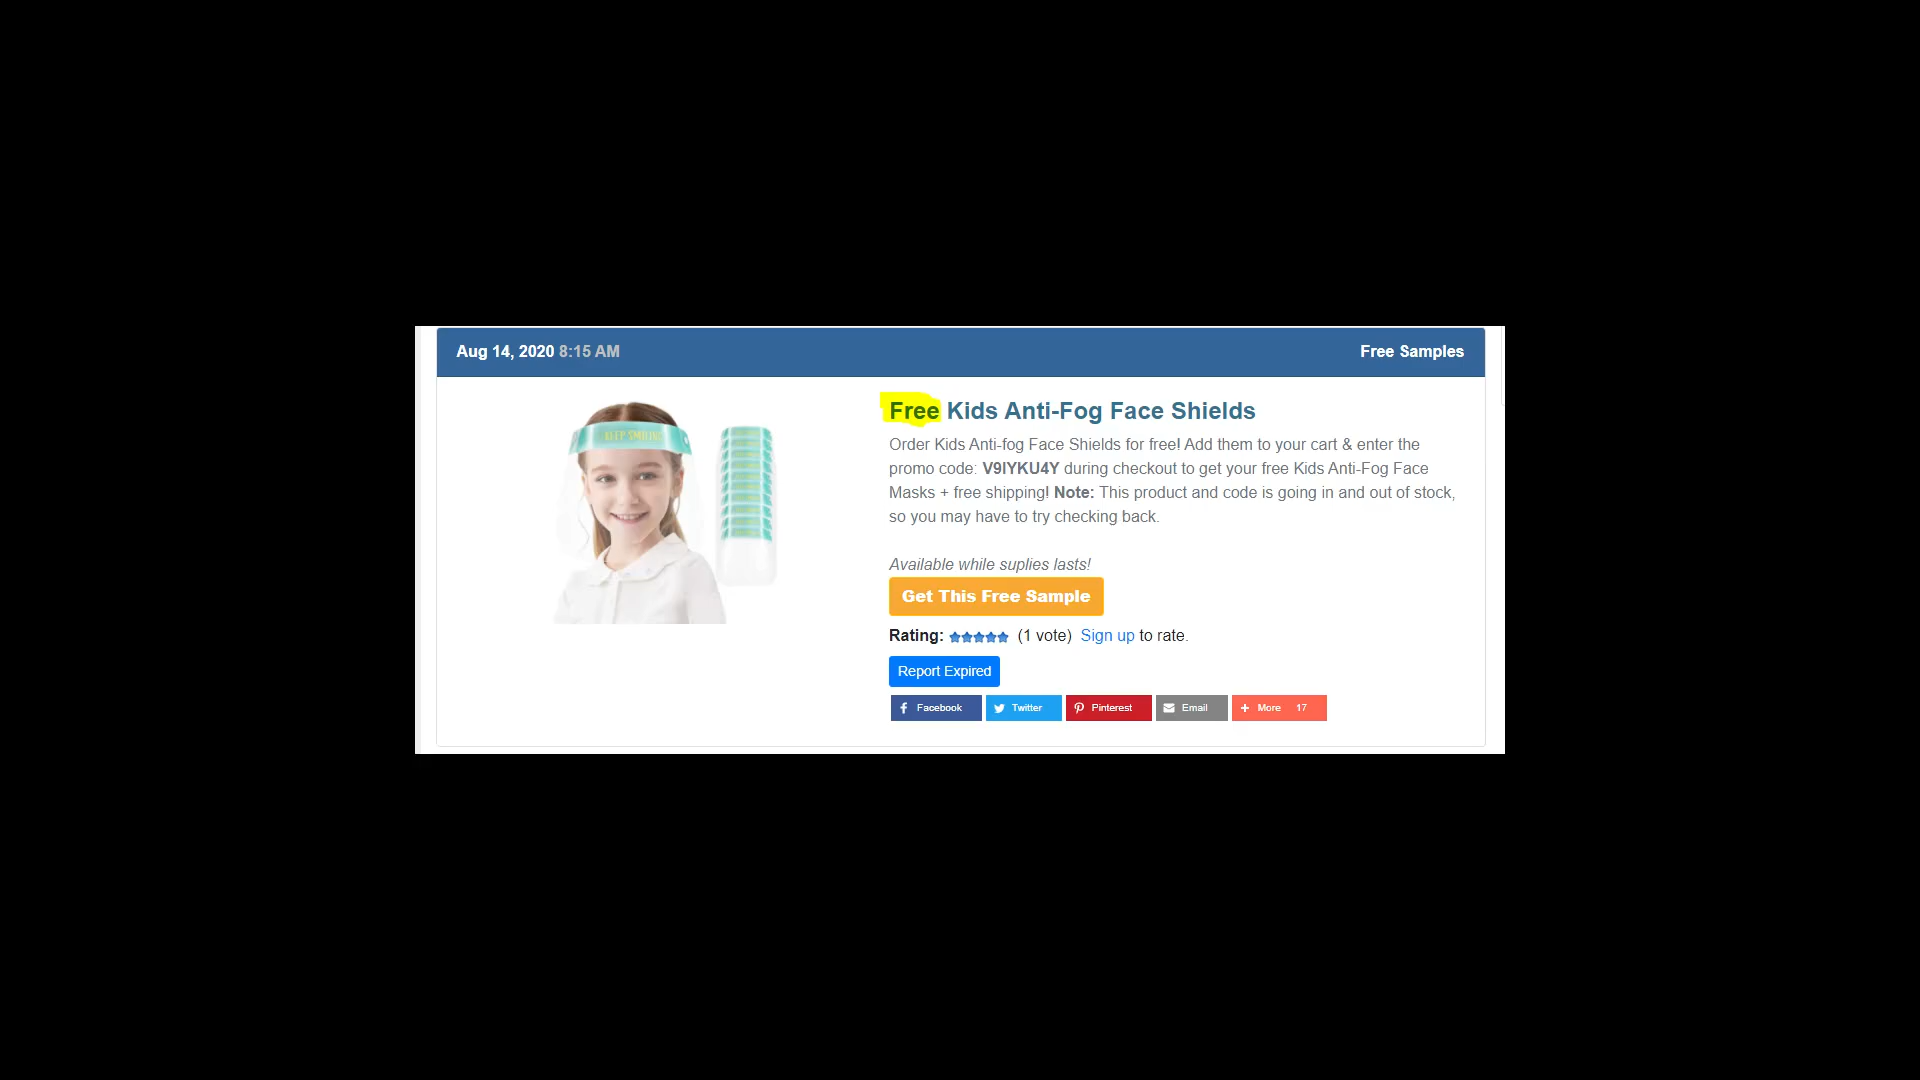 Aug 14, 2020 8:15 AM
Free Samples
KEEP SMILING
Free Kids Anti-Fog Face Shields
Order Kids Anti-fog Face Shields for free! Add them to your cart & enter the
promo code: V9IYKU4Y during checkout to get your free Kids Anti-Fog Face
Masks + free shipping! Note: This product and code is going in and out of stock,
so you may have to try checking back.
Available while suplies lasts!
Get This Free Sample
Rating: (1 vote) Sign up to rate.
Report Expired
Facebook Twitter Pinterest Email More 17